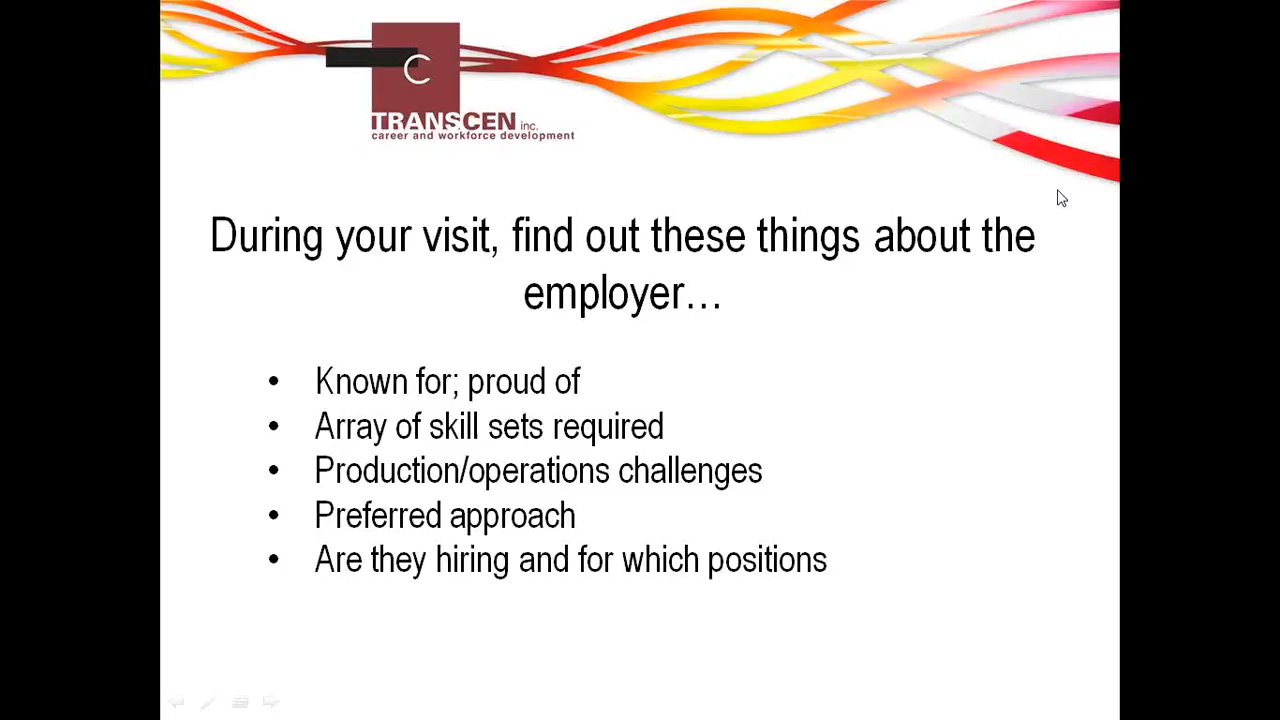 C
TRANSCEN inc.
career and workforce development
During your visit, find out these things about the
employer…
• Known for; proud of
• Array of skill sets required
• Production/operations challenges
• Preferred approach
• Are they hiring and for which positions